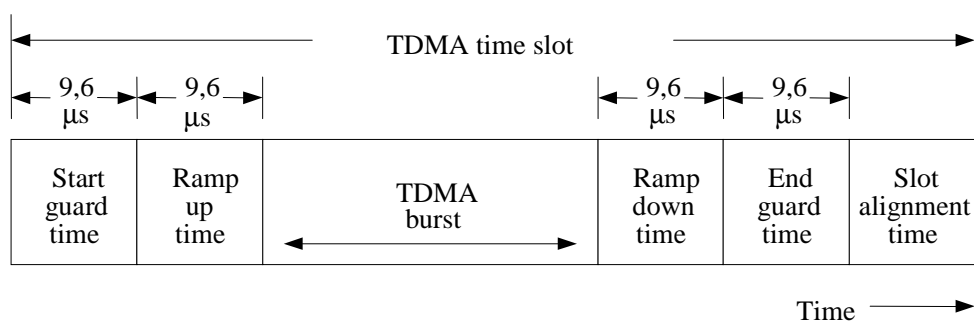 TDMA time slot
9,6
μs
9,6
μs
9,6
μs
9,6
μs
Start
guard
time
Ramp
up
time
TDMA
burst
Ramp
down
time
End
guard
time
Slot
alignment
time
Time